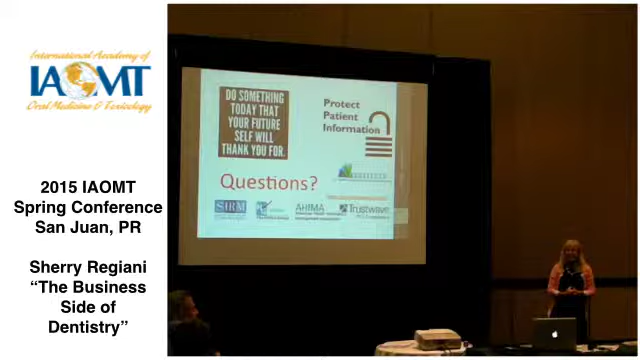 International Academy of
IAOMT
Oral Medicine & Toxicology
2015 IAOMT
Spring Conference
San Juan, PR
Sherry Regiani
“The Business
Side of
Dentistry”
DO SOMETHING
TODAY THAT
YOUR FUTURE
SELF WILL
THANK YOU FOR.
Protect
Patient
Information
Questions?
SIRM
AHIMA
Trustwave